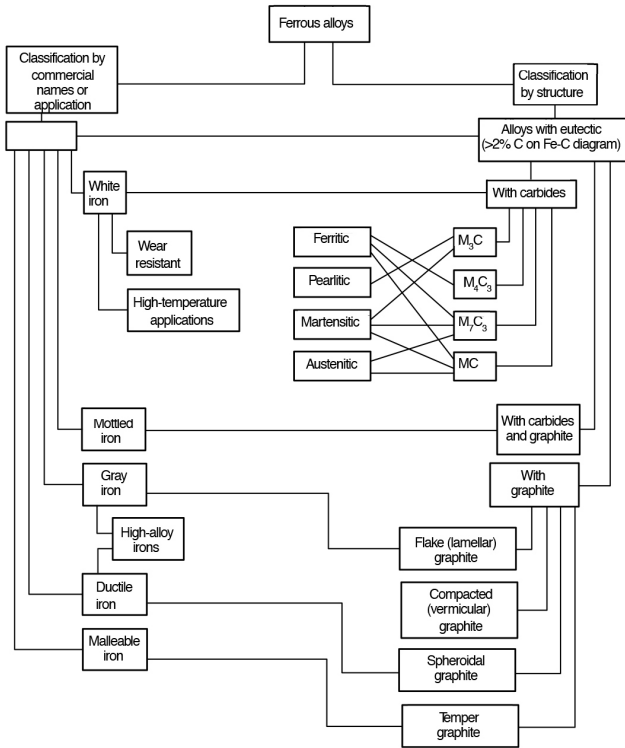 Ferrous alloys
Classification by
commercial
names or
application
Classification
by structure
Alloys with eutectic
(>2% C on Fe-C diagram)
White
iron
With carbides
Wear
resistant
High-temperature
applications
Ferritic
Pearlitic
Martensitic
Austenitic
M₃C
M₄C₃
M₇C₃
MC
Mottled
iron
With carbides
and graphite
Gray
iron
With
graphite
High-alloy
irons
Flake (lamellar)
graphite
Ductile
iron
Compacted
(vermicular)
graphite
Malleable
iron
Spheroidal
graphite
Temper
graphite